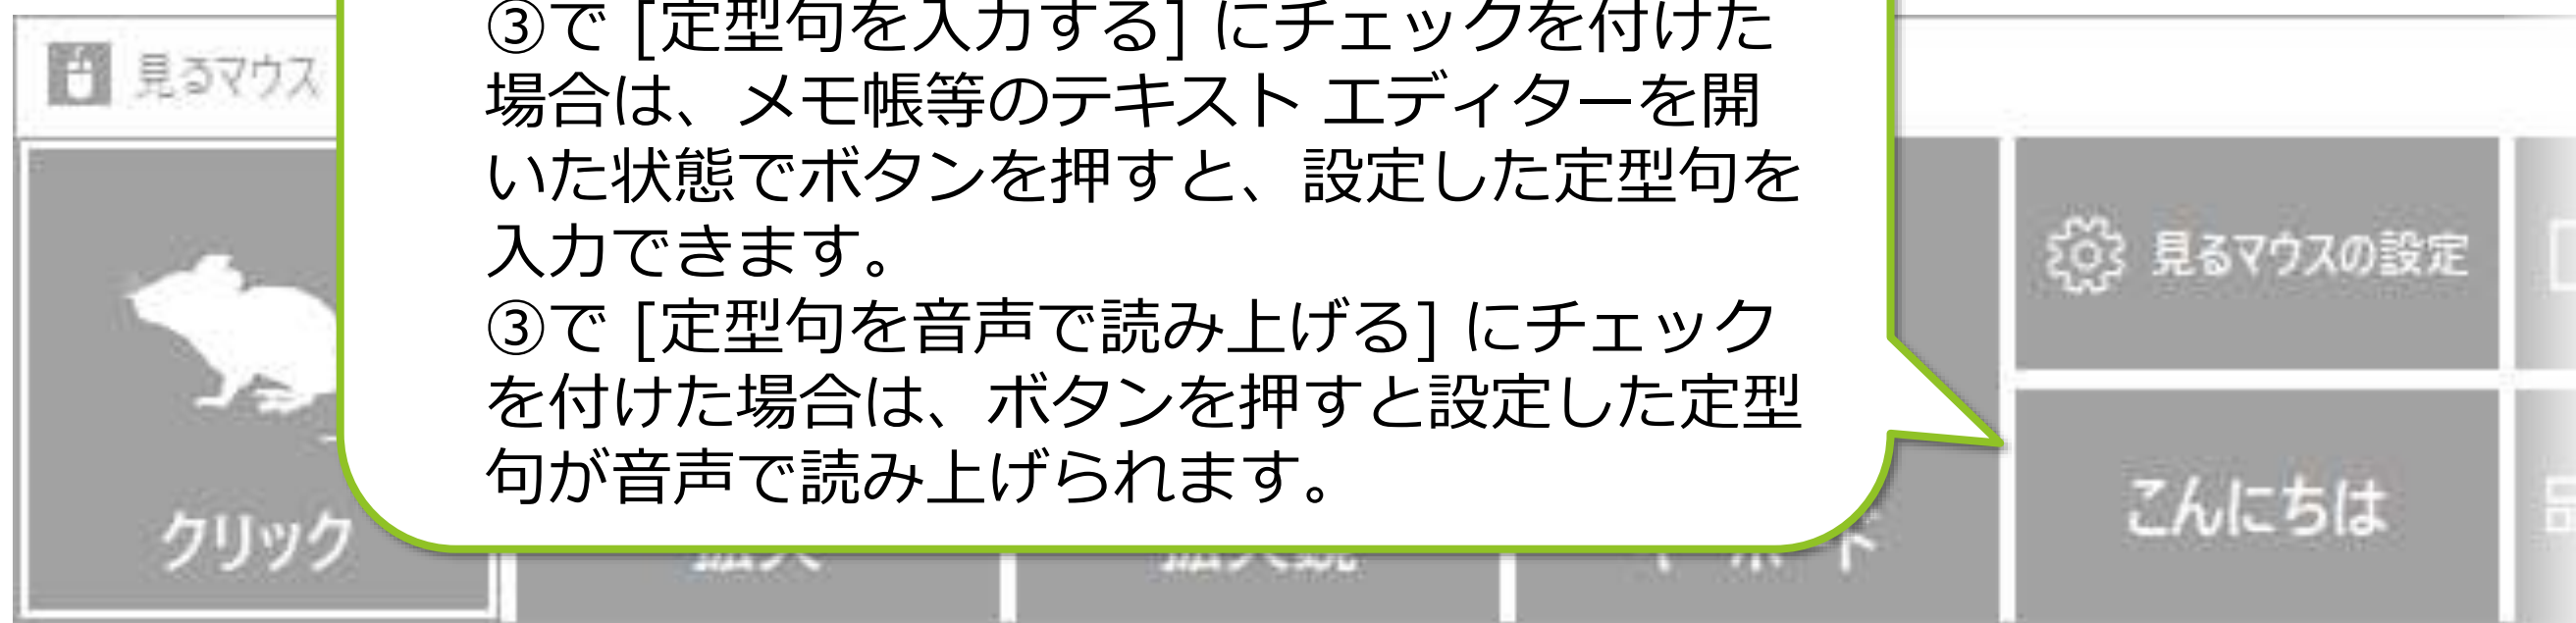 ③で [定型句を入力する] にチェックを付けた
場合は、メモ帳等のテキスト エディターを開
いた状態でボタンを押すと、設定した定型句を
入力できます。
③で [定型句を音声で読み上げる] にチェック
を付けた場合は、ボタンを押すと設定した定型
句が音声で読み上げられます。
見るマウス
クリック
見るマウスの設定
こんにちは